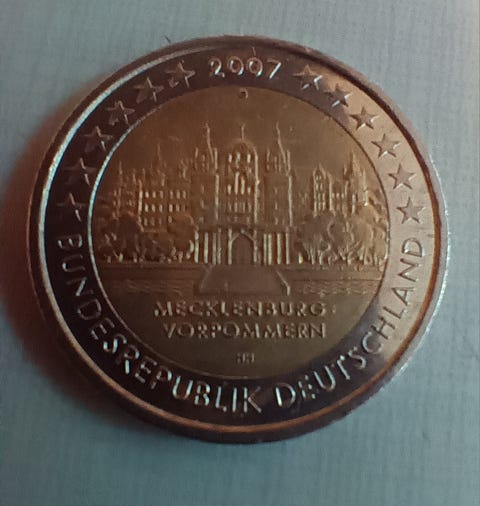 2007
MECKLENBURG-
VORPOMMERN
BUNDESREPUBLIK DEUTSCHLAND